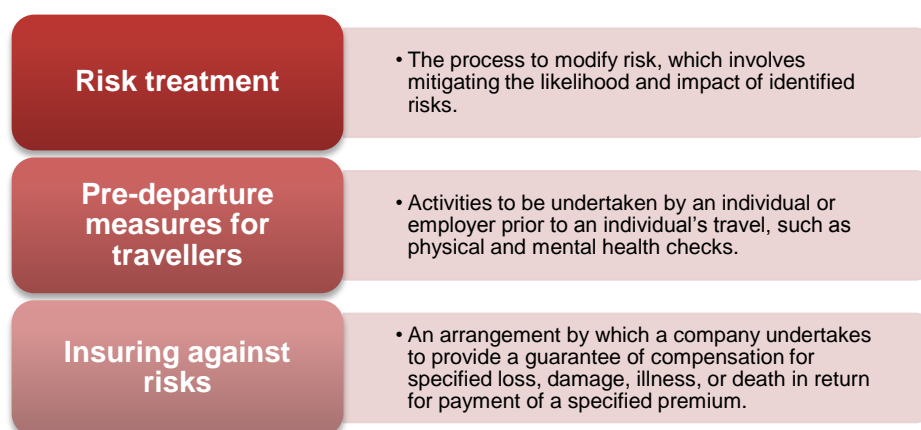 Risk treatment
• The process to modify risk, which involves
mitigating the likelihood and impact of identified
risks.
Pre-departure
measures for
travellers
• Activities to be undertaken by an individual or
employer prior to an individual's travel, such as
physical and mental health checks.
Insuring against
risks
• An arrangement by which a company undertakes
to provide a guarantee of compensation for
specified loss, damage, illness, or death in return
for payment of a specified premium.